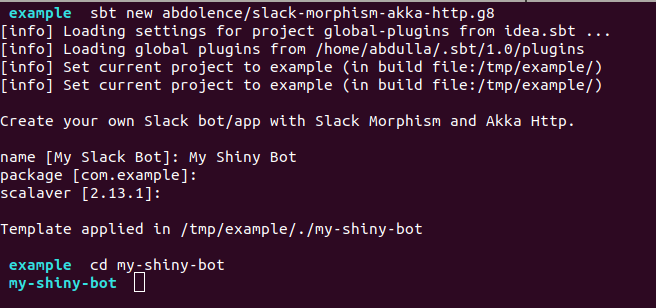 example sbt new abdolence/slack-morphism-akka-http.g8
[info] Loading settings for project global-plugins from idea.sbt ...
[info] Loading global plugins from /home/abdulla/.sbt/1.0/plugins
[info] Set current project to example (in build file:/tmp/example/)
[info] Set current project to example (in build file:/tmp/example/)
Create your own Slack bot/app with Slack Morphism and Akka Http.
name [My Slack Bot]: My Shiny Bot
package [com.example]:
scalaver [2.13.1]:
Template applied in /tmp/example/./my-shiny-bot
example cd my-shiny-bot
my-shiny-bot